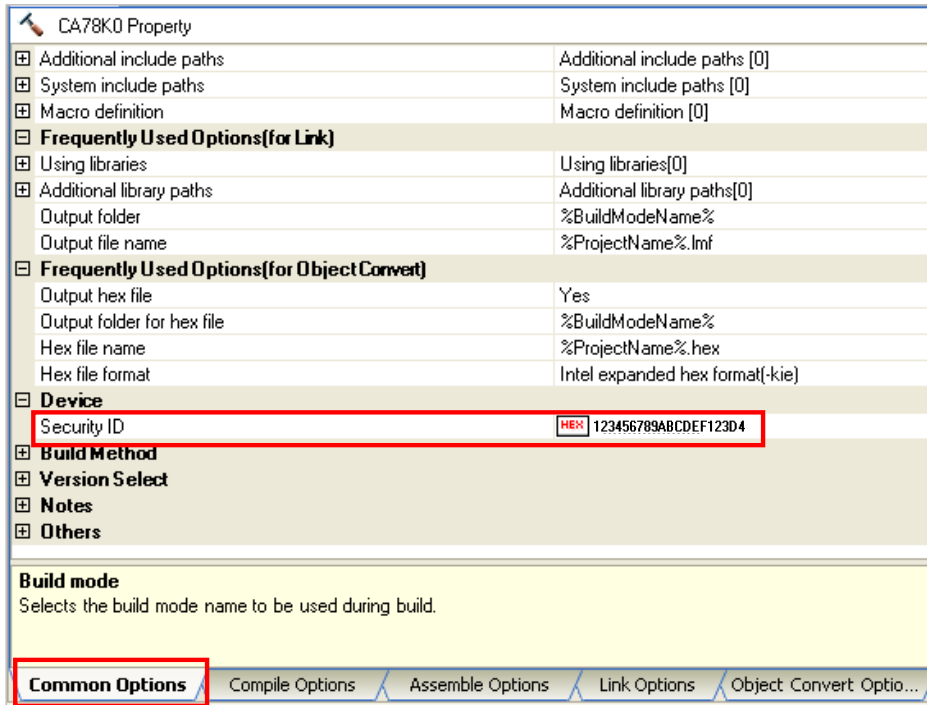 CA78K0 Property
Additional include paths Additional include paths [0]
System include paths System include paths [0]
Macro definition Macro definition [0]
Frequently Used Options(for Link)
Using libraries Using libraries[0]
Additional library paths Additional library paths[0]
Output folder %BuildModeName%
Output file name %ProjectName%.lmf
Frequently Used Options(for Object Convert)
Output hex file Yes
Output folder for hex file %BuildModeName%
Hex file name %ProjectName%.hex
Hex file format Intel expanded hex format(-kie)
Device
Security ID HEX 123456789ABCDEF123D4
Build Method
Version Select
Notes
Others
Build mode
Selects the build mode name to be used during build.
Common Options Compile Options Assemble Options Link Options Object Convert Optio...